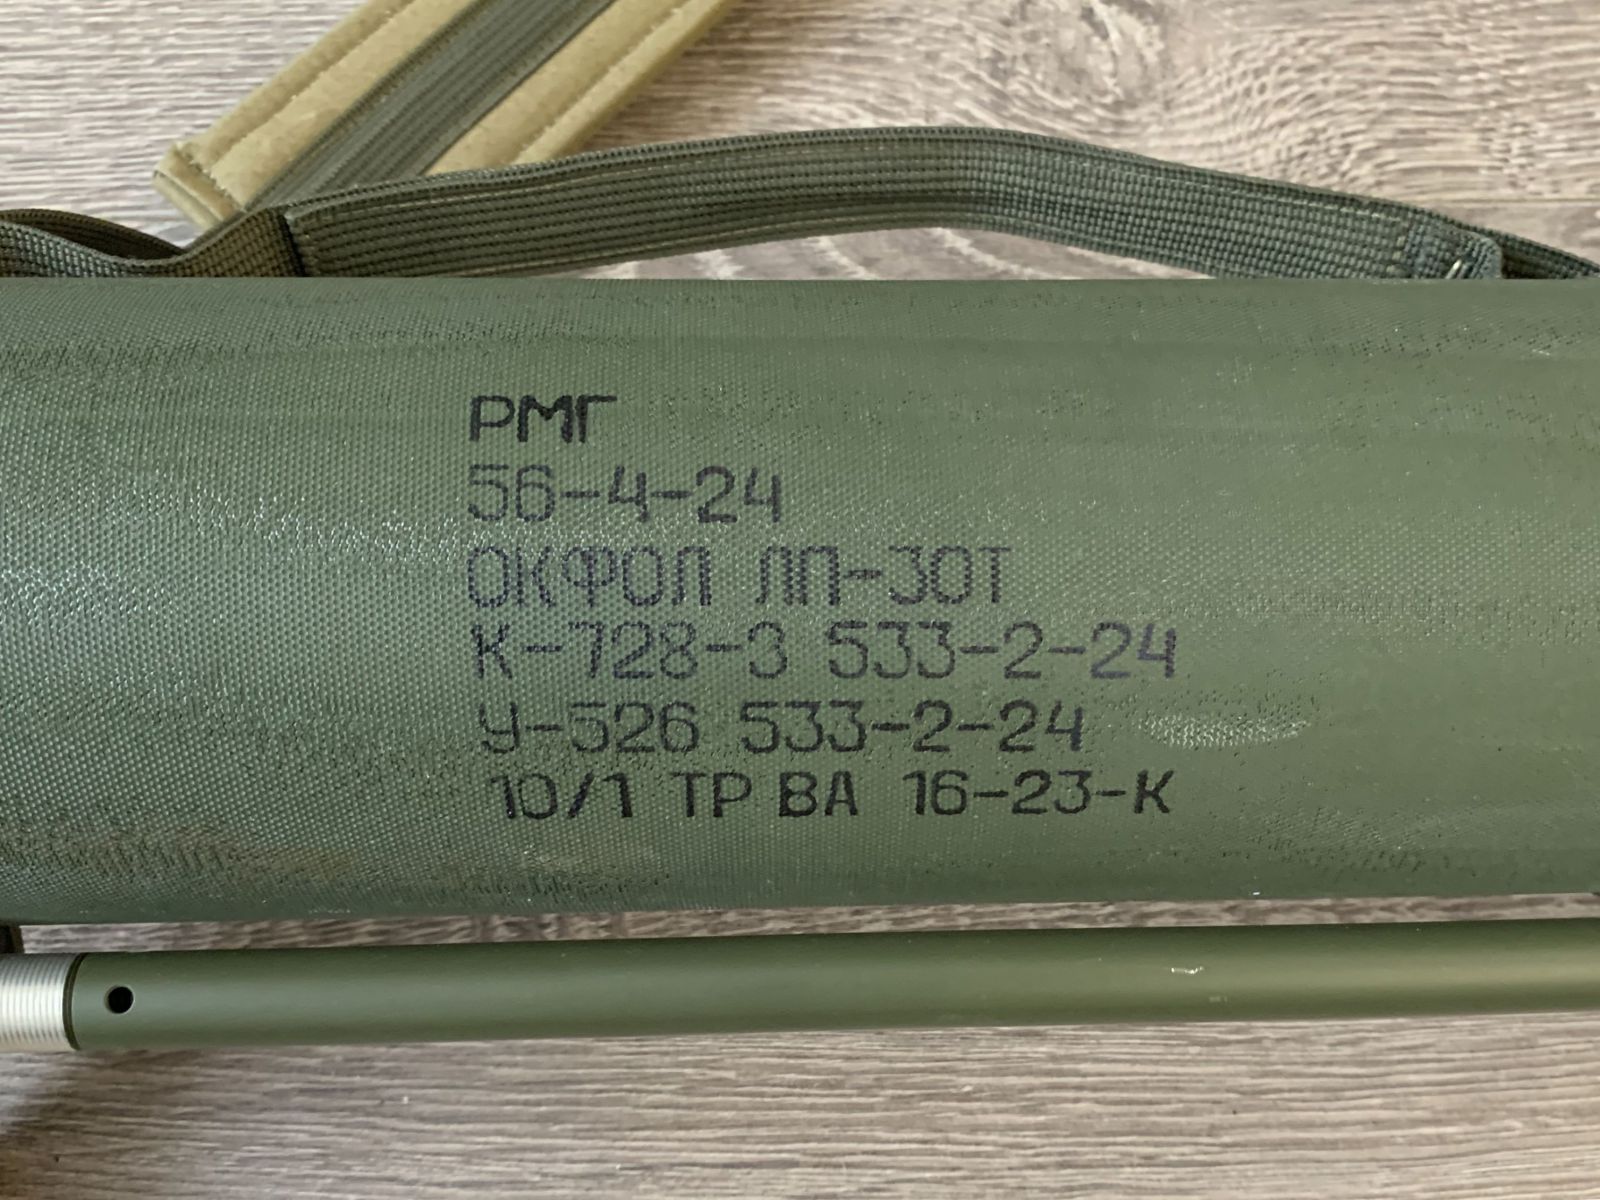 РМГ
56-4-24
ОКФОЛ ЛП-30Т
К-728-3 533-2-24
У-526 533-2-24
10/1 ТР ВА 16-23-К